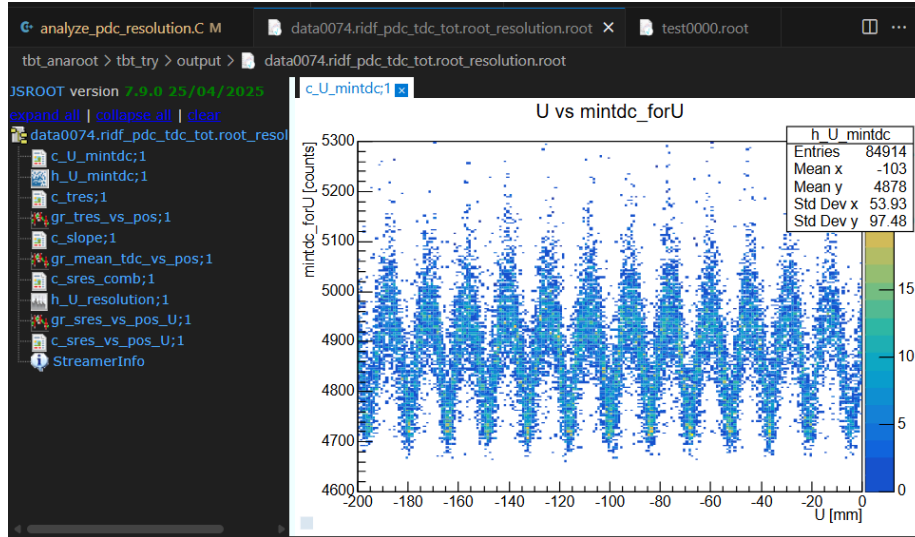 analyze_pdc_resolution.C M
data0074.ridf_pdc_tdc_tot.root_resolution.root ×
test0000.root
tbt_anaroot > tbt_try > output > data0074.ridf_pdc_tdc_tot.root_resolution.root
JSROOT version 7.9.0 25/04/2025
expand all | collapse all | clear
data0074.ridf_pdc_tdc_tot.root_resol
c_U_mintdc;1
h_U_mintdc;1
c_tres;1
gr_tres_vs_pos;1
c_slope;1
gr_mean_tdc_vs_pos;1
c_sres_comb;1
h_U_resolution;1
gr_sres_vs_pos_U;1
c_sres_vs_pos_U;1
StreamerInfo
c_U_mintdc;1 x
U vs mintdc_forU
h_U_mintdc
Entries 84914
Mean x -103
Mean y 4878
Std Dev x 53.93
Std Dev y 97.48
mintdc_forU [counts]
5300
5200
5100
5000
4900
4800
4700
4600
-200 -180 -160 -140 -120 -100 -80 -60 -40 -20 0
U [mm]
15
10
5
0